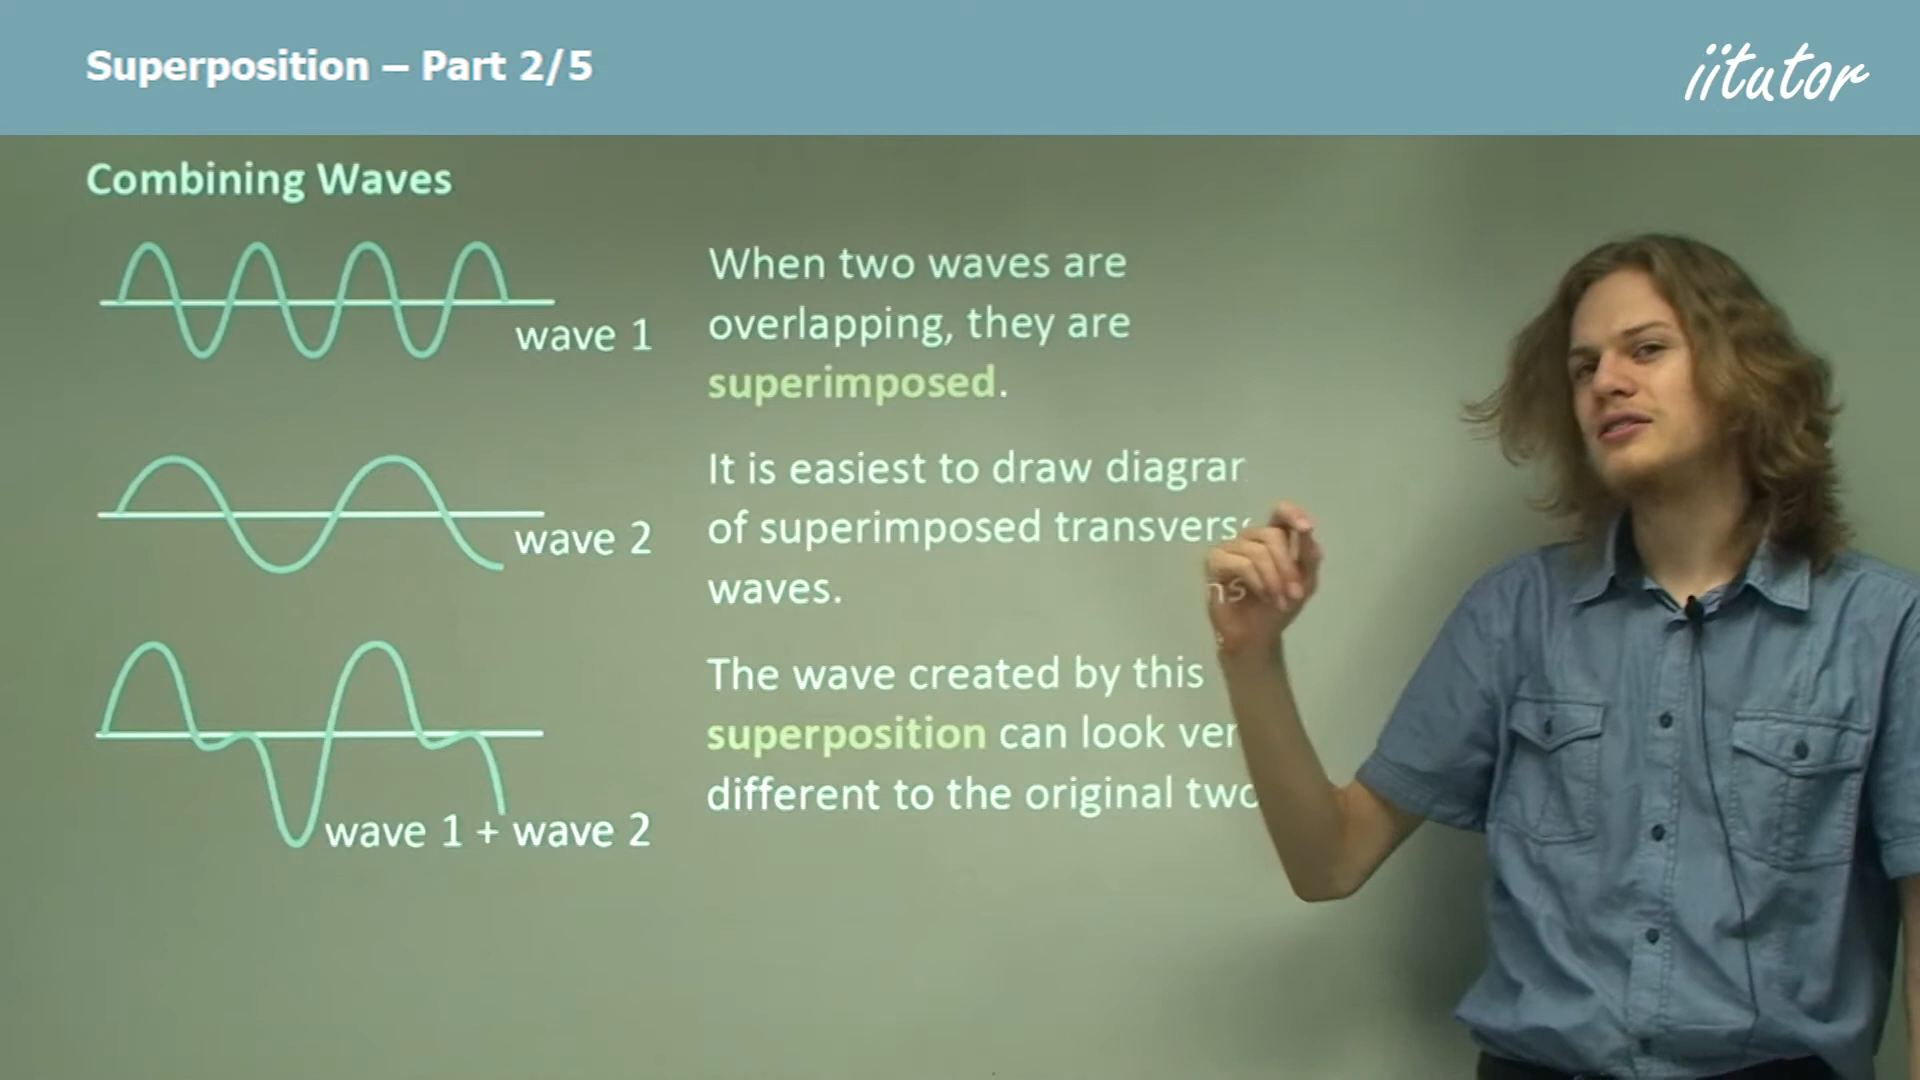 Superposition – Part 2/5
iitutor
Combining Waves
wave 1
When two waves are
overlapping, they are
superimposed.
wave 2
It is easiest to draw
of superimposed
waves.
wave 1 + wave 2
The wave created by this
superposition can look
different to the original two